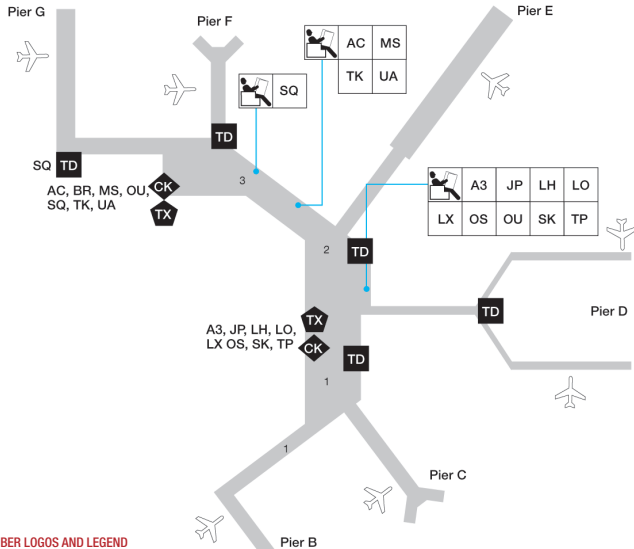 Pier G
Pier F
Pier E
AC MS
TK UA
SQ
TD
SQ TD
3
AC, BR, MS, OU, CK
SQ, TK, UA
TX
A3 JP LH LO
LX OS OU SK TP
2
TD
TD
Pier D
TX
A3, JP, LH, LO,
LX OS, SK, TP
CK
TD
1
1
Pier C
Pier B
BER LOGOS AND LEGEND